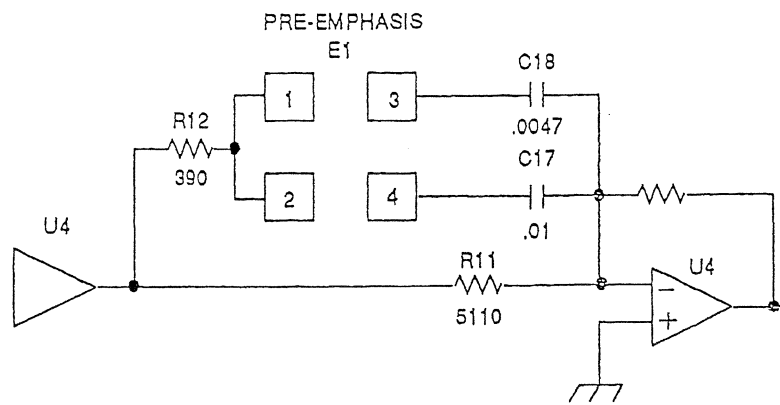 PRE-EMPHASIS
E1
C18
1
3
R12
.0047
390
C17
2
4
.01
U4
R11
U4
5110
−
+